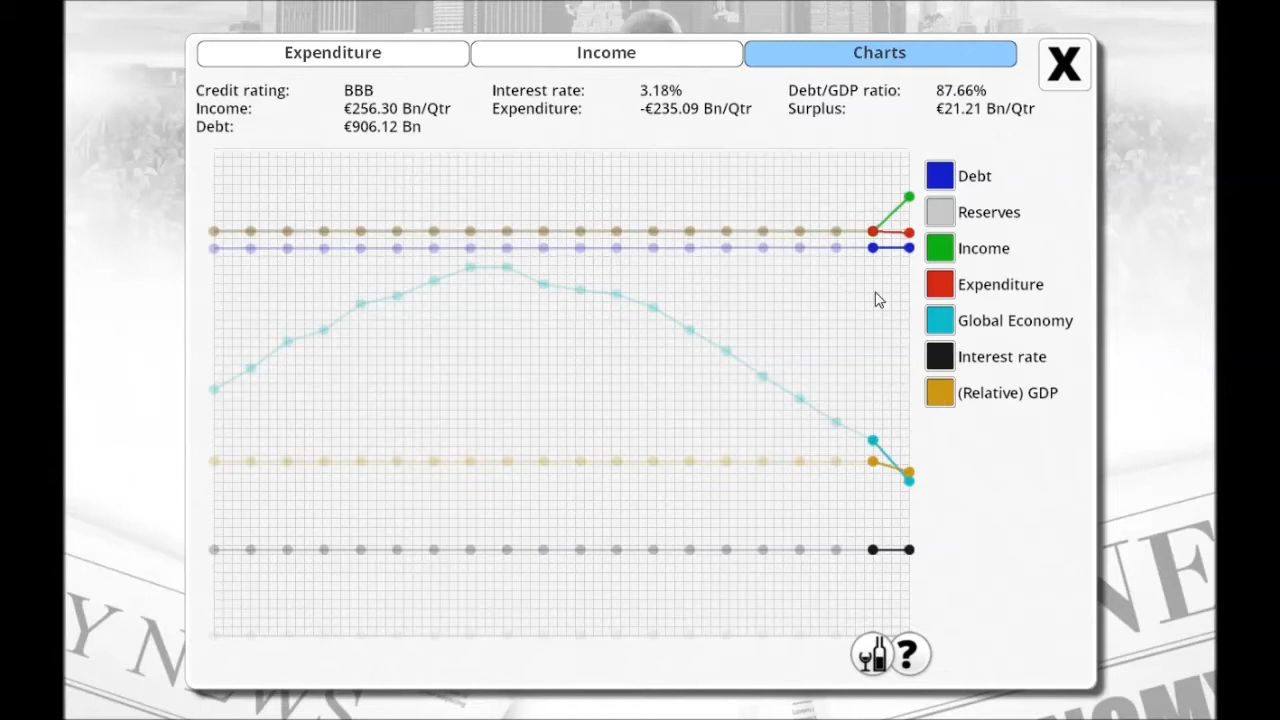 Expenditure Income Charts X
Credit rating: BBB Interest rate: 3.18% Debt/GDP ratio: 87.66%
Income: €256.30 Bn/Qtr Expenditure: -€235.09 Bn/Qtr Surplus: €21.21 Bn/Qtr
Debt: €906.12 Bn
Debt
Reserves
Income
Expenditure
Global Economy
Interest rate
(Relative) GDP
?
Y NEWS
NE